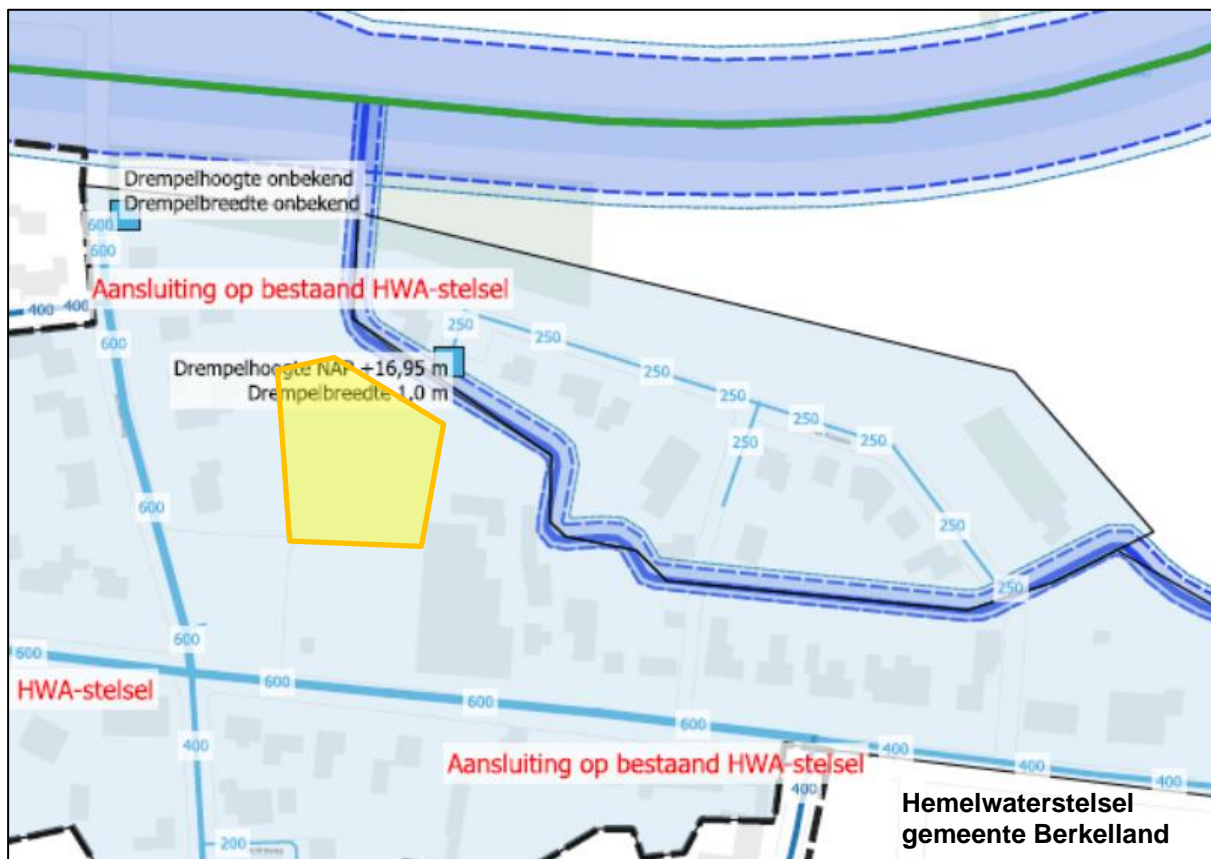 Drempelhoogte onbekend
Drempelbreedte onbekend
600
600
Aansluiting op bestaand HWA-stelsel
400
400
600
250
250
Drempelhoogte NAP +16,95 m
Drempelbreedte 1,0 m
250
250
250
250
250
600
250
250
600
600
HWA-stelsel
600
600
600
400
400
400
400
Aansluiting op bestaand HWA-stelsel
400
200
Hemelwaterstelsel
gemeente Berkelland